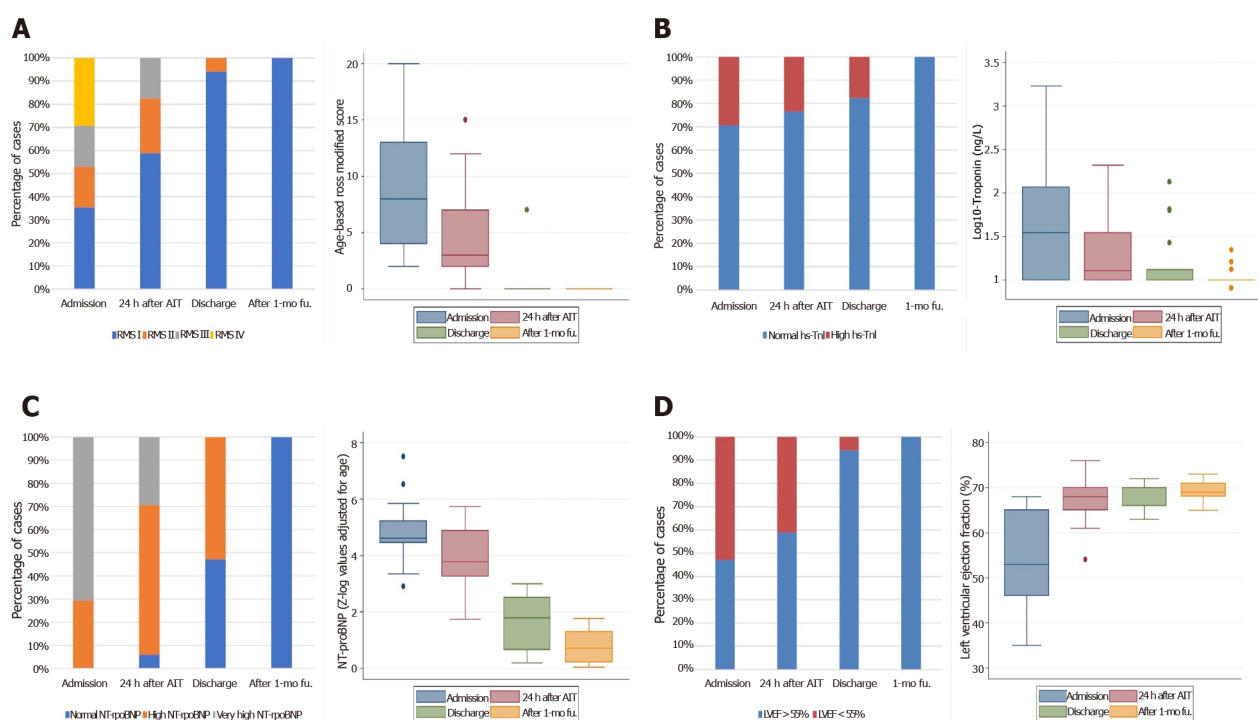 A
100%
90%
80%
70%
60%
50%
40%
30%
20%
10%
0%
Percentage of cases
Admission 24 h after AIT Discharge After 1-mo fu.
RMS I RMS II RMS III RMS IV
20
15
10
5
0
Age-based ross modified score
Admission 24 h after AIT
Discharge After 1-mo fu.
B
100%
90%
80%
70%
60%
50%
40%
30%
20%
10%
0%
Percentage of cases
Admission 24 h after AIT Discharge 1-mo fu.
Normal hs-TnI High hs-TnI
3.5
3
2.5
2
1.5
1
Log10-Troponin (ng/L)
Admission 24 h after AIT
Discharge After 1-mo fu.
C
100%
90%
80%
70%
60%
50%
40%
30%
20%
10%
0%
Percentage of cases
Admission 24 h after AIT Discharge After 1-mo fu.
Normal NT-rpoBNP High NT-rpoBNP Very high NT-rpoBNP
8
6
4
2
0
NT-proBNP (Z-log values adjusted for age)
Admission 24 h after AIT
Discharge After 1-mo fu.
D
100%
90%
80%
70%
60%
50%
40%
30%
20%
10%
0%
Percentage of cases
Admission 24 h after AIT Discharge 1-mo fu.
LVEF > 55% LVEF < 55%
80
70
60
50
40
30
Left ventricular ejection fraction (%)
Admission 24 h after AIT
Discharge After 1-mo fu.